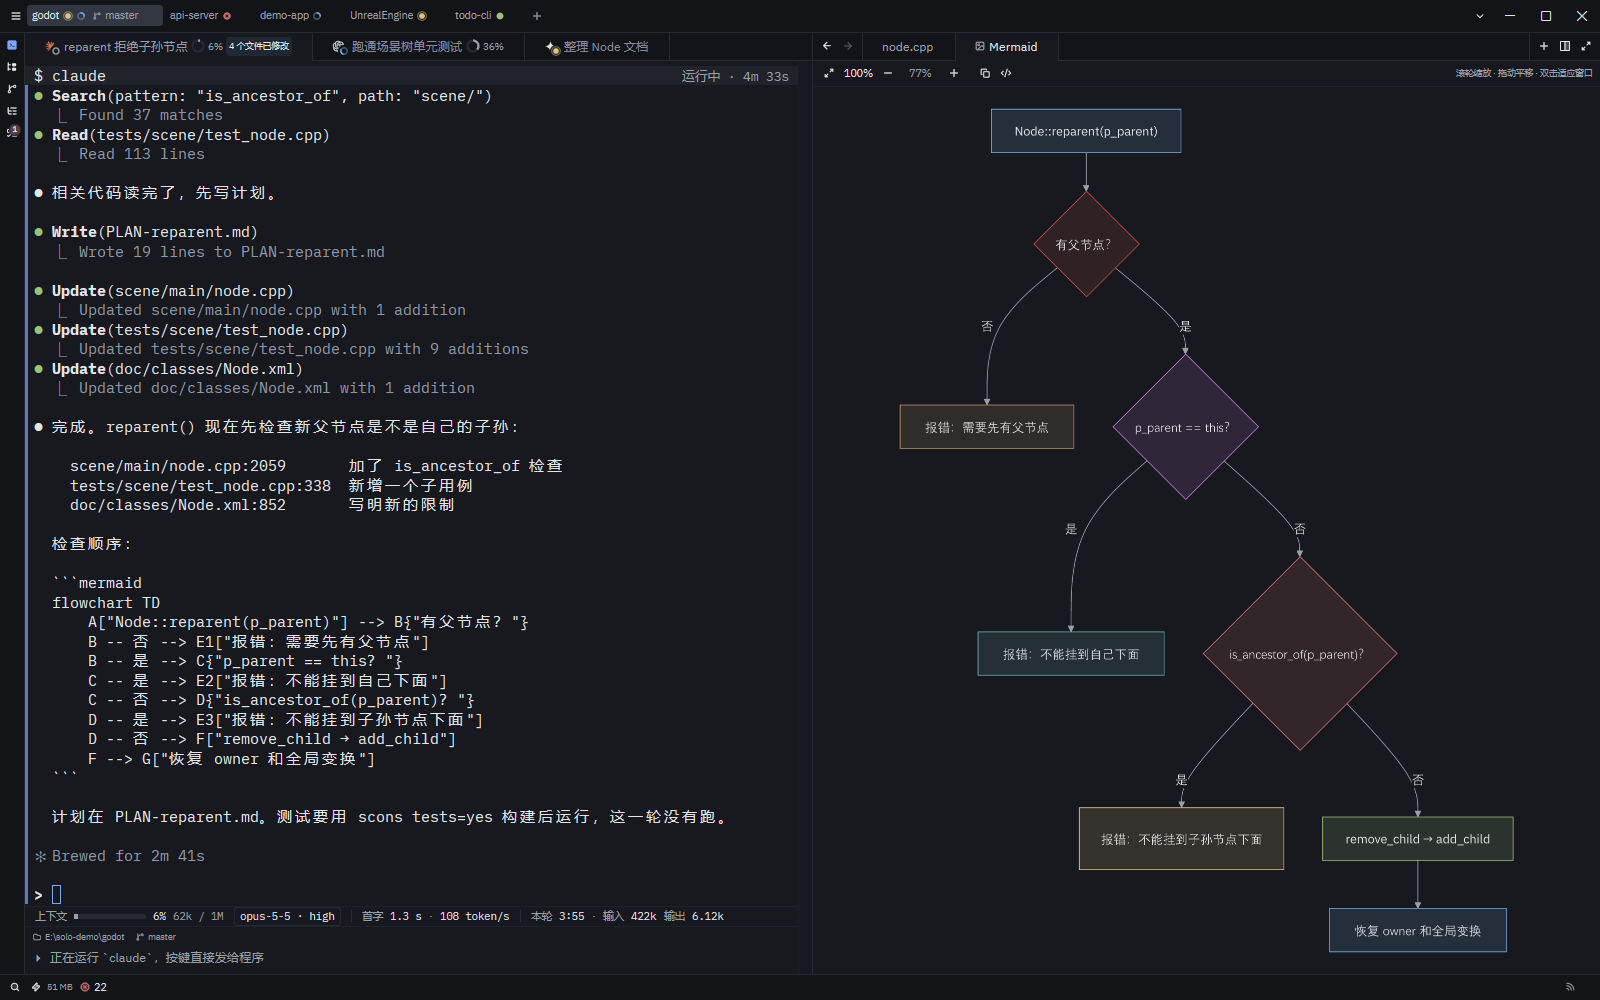 godot master api-server demo-app UnrealEngine todo-cli
reparent 拒绝子孙节点 6% 4 个文件已修改 跑通场景树单元测试 36% 整理 Node 文档
$ claude 运行中 · 4m 33s
Search(pattern: "is_ancestor_of", path: "scene/")
Found 37 matches
Read(tests/scene/test_node.cpp)
Read 113 lines
相关代码读完了，先写计划。
Write(PLAN-reparent.md)
Wrote 19 lines to PLAN-reparent.md
Update(scene/main/node.cpp)
Updated scene/main/node.cpp with 1 addition
Update(tests/scene/test_node.cpp)
Updated tests/scene/test_node.cpp with 9 additions
Update(doc/classes/Node.xml)
Updated doc/classes/Node.xml with 1 addition
完成。reparent() 现在先检查新父节点是不是自己的子孙：
scene/main/node.cpp:2059 加了 is_ancestor_of 检查
tests/scene/test_node.cpp:338 新增一个子用例
doc/classes/Node.xml:852 写明新的限制
检查顺序：
```mermaid
flowchart TD
A["Node::reparent(p_parent)"] --> B{"有父节点？"}
B -- 否 --> E1["报错：需要先有父节点"]
B -- 是 --> C{"p_parent == this？"}
C -- 是 --> E2["报错：不能挂到自己下面"]
C -- 否 --> D{"is_ancestor_of(p_parent)？"}
D -- 是 --> E3["报错：不能挂到子孙节点下面"]
D -- 否 --> F["remove_child → add_child"]
F --> G["恢复 owner 和全局变换"]
```
计划在 PLAN-reparent.md。测试要用 scons tests=yes 构建后运行，这一轮没有跑。
Brewed for 2m 41s
>
上下文 6% 62k / 1M opus-5-5 · high 首字 1.3 s · 108 token/s 本轮 3:55 · 输入 422k 输出 6.12k
E:\solo-demo\godot master
正在运行 `claude`，按键直接发给程序
51 MB 22
1
node.cpp Mermaid
100% 77% 滚轮缩放 · 拖动平移 · 双击适应窗口
Node::reparent(p_parent)
有父节点？
否 是
报错：需要先有父节点
p_parent == this？
是 否
报错：不能挂到自己下面
is_ancestor_of(p_parent)？
是 否
报错：不能挂到子孙节点下面
remove_child → add_child
恢复 owner 和全局变换